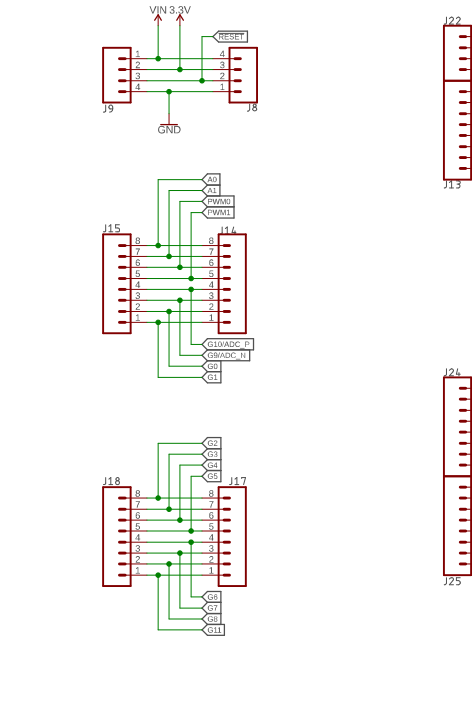 VIN 3.3V
RESET
1 4
2 3
3 2
4 1
J9 J8
GND
J22
J13
A0
A1
PWM0
PWM1
J15 J14
8 8
7 7
6 6
5 5
4 4
3 3
2 2
1 1
G10/ADC_P
G9/ADC_N
G0
G1
J24
J25
G2
G3
G4
G5
J18 J17
8 8
7 7
6 6
5 5
4 4
3 3
2 2
1 1
G6
G7
G8
G11